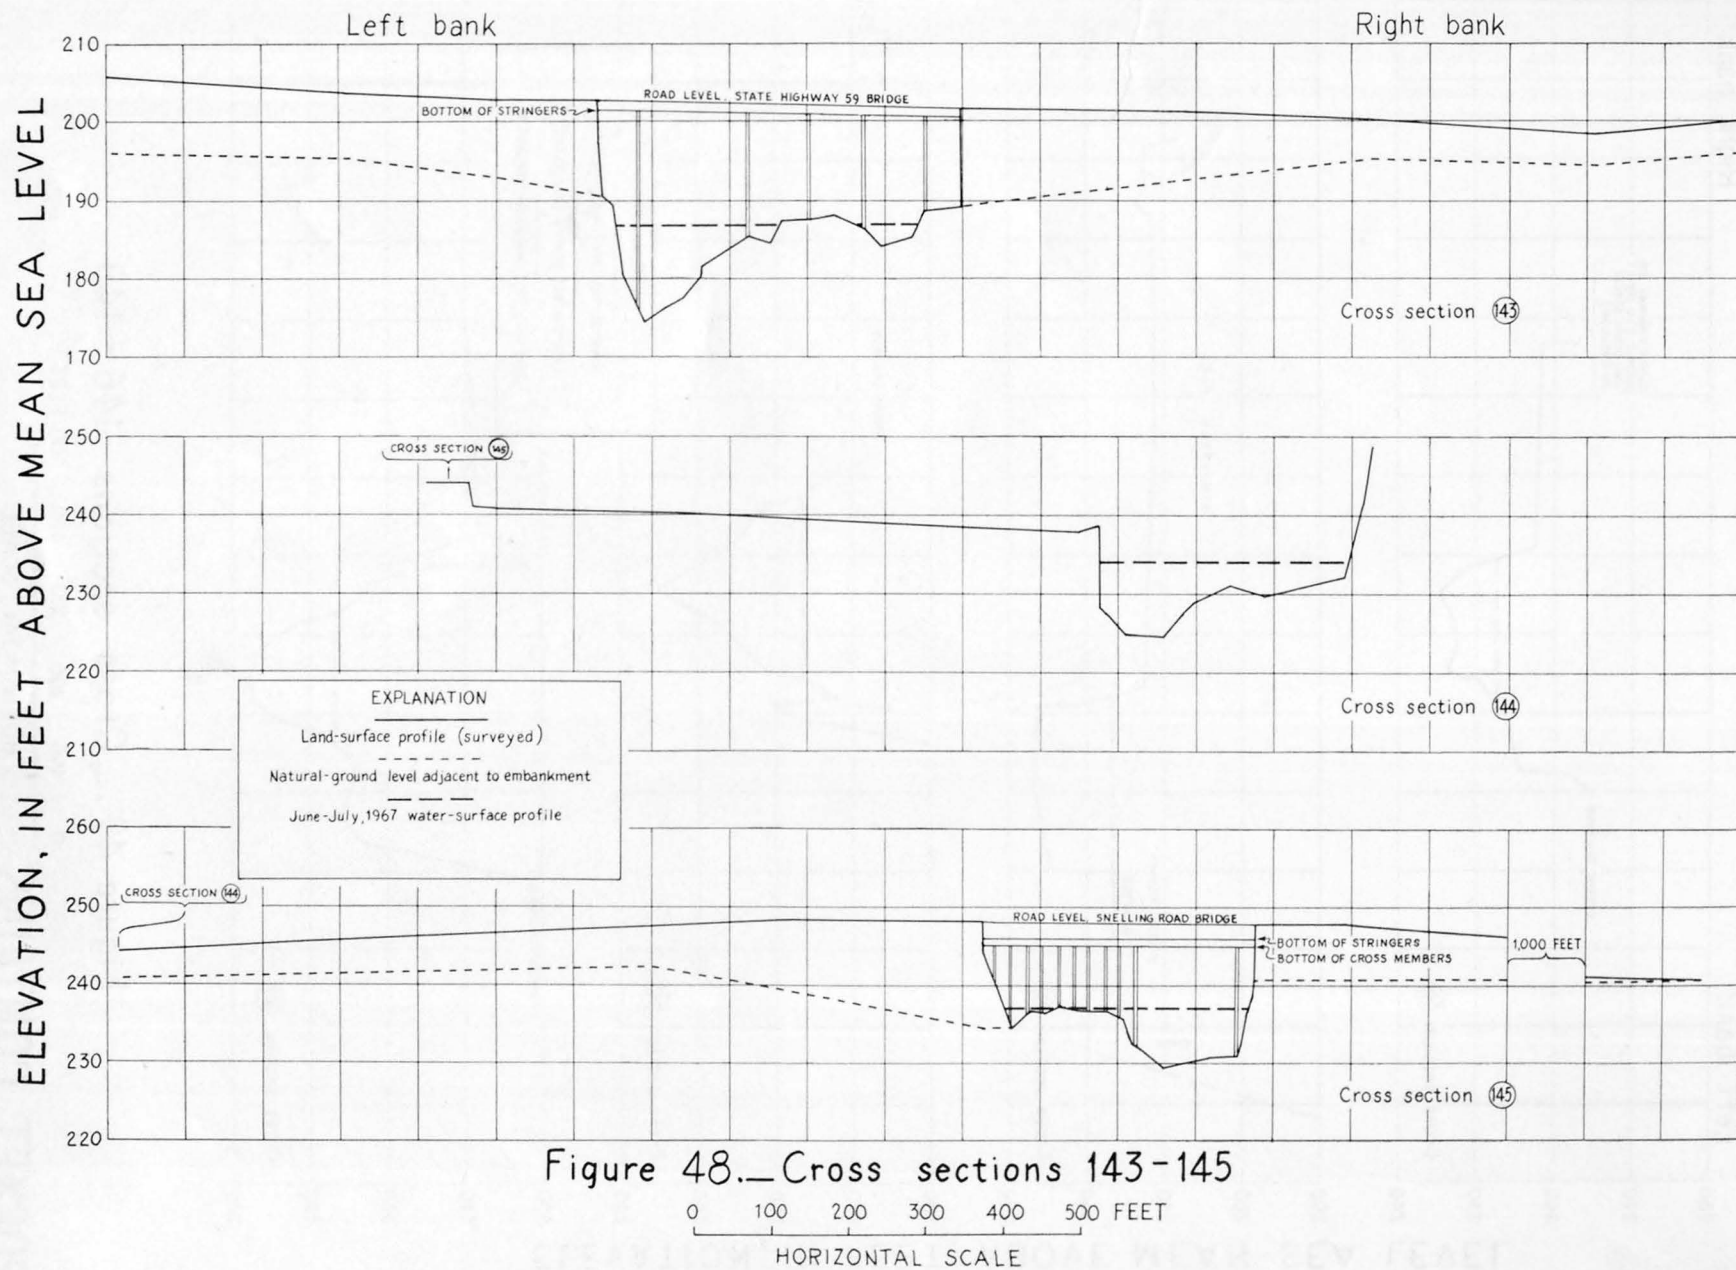 Left bank
Right bank
ELEVATION, IN FEET ABOVE MEAN SEA LEVEL
210
200
190
180
170
ROAD LEVEL, STATE HIGHWAY 59 BRIDGE
BOTTOM OF STRINGERS
Cross section 143
250
240
230
220
210
CROSS SECTION 145
Cross section 144
EXPLANATION
Land-surface profile (surveyed)
Natural-ground level adjacent to embankment
June-July, 1967 water-surface profile
260
250
240
230
220
CROSS SECTION 144
ROAD LEVEL, SNELLING ROAD BRIDGE
BOTTOM OF STRINGERS
BOTTOM OF CROSS MEMBERS
1,000 FEET
Cross section 145
Figure 48.__Cross sections 143-145
0 100 200 300 400 500 FEET
HORIZONTAL SCALE